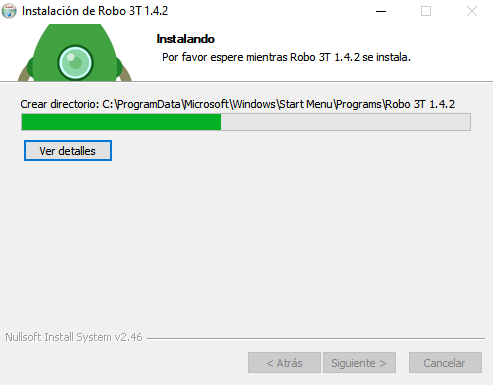 Instalación de Robo 3T 1.4.2
Instalando
Por favor espere mientras Robo 3T 1.4.2 se instala.
Crear directorio: C:\ProgramData\Microsoft\Windows\Start Menu\Programs\Robo 3T 1.4.2
Ver detalles
Nullsoft Install System v2.46
< Atrás
Siguiente >
Cancelar